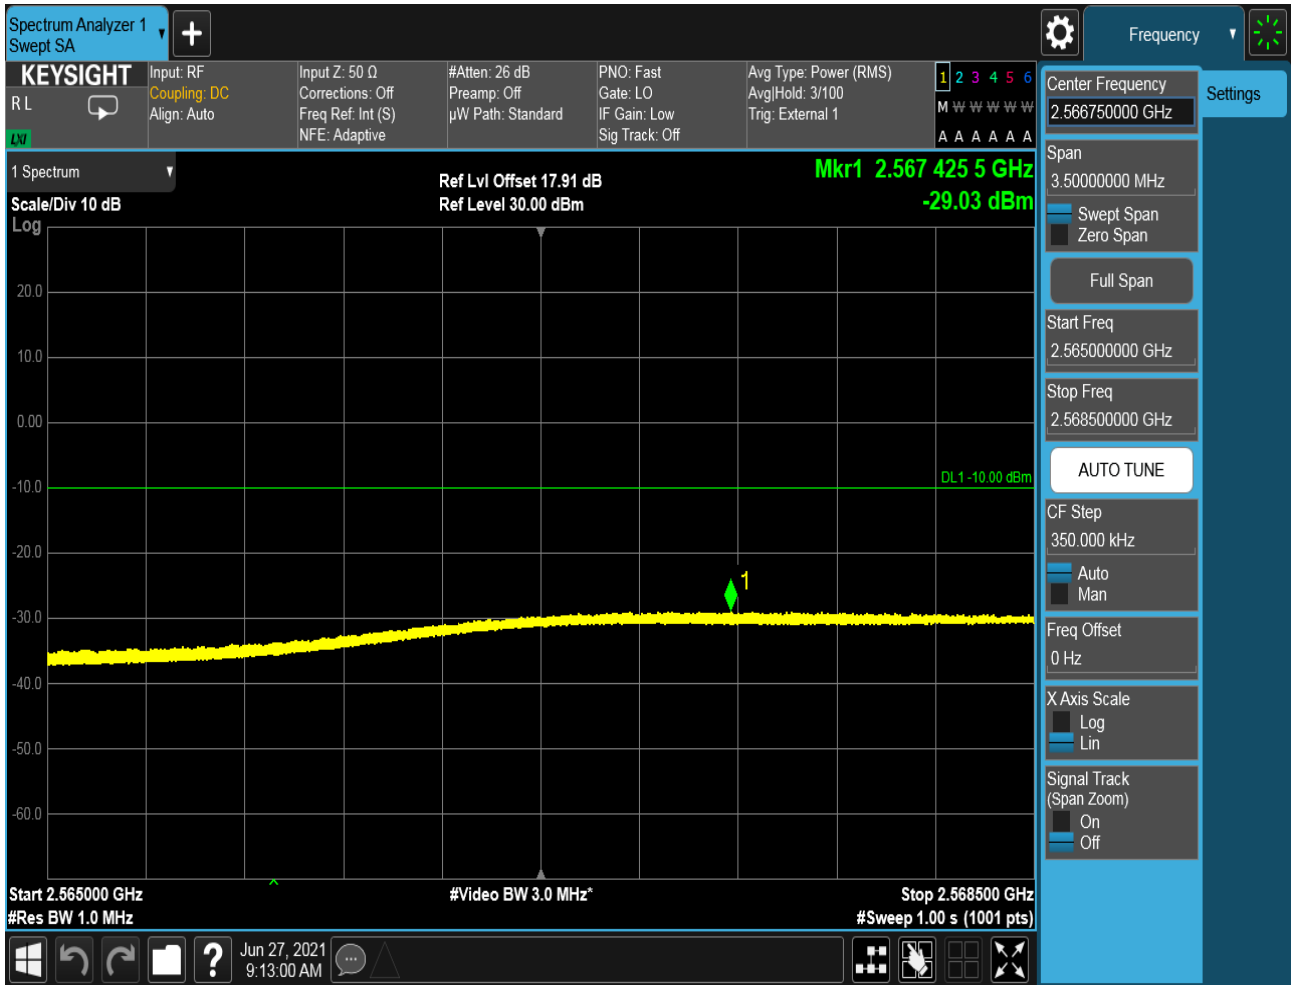 Spectrum Analyzer 1
Swept SA
Frequency
KEYSIGHT
R L
LXI
Input: RF
Coupling: DC
Align: Auto
Input Z: 50 Ω
Corrections: Off
Freq Ref: Int (S)
NFE: Adaptive
#Atten: 26 dB
Preamp: Off
µW Path: Standard
PNO: Fast
Gate: LO
IF Gain: Low
Sig Track: Off
Avg Type: Power (RMS)
Avg|Hold: 3/100
Trig: External 1
1 2 3 4 5 6
M W W W W W
A A A A A A
1 Spectrum
Scale/Div 10 dB
Log
Ref Lvl Offset 17.91 dB
Ref Level 30.00 dBm
Mkr1 2.567 425 5 GHz
-29.03 dBm
20.0
10.0
0.00
-10.0
-20.0
-30.0
-40.0
-50.0
-60.0
DL1 -10.00 dBm
1
Start 2.565000 GHz
#Res BW 1.0 MHz
#Video BW 3.0 MHz*
Stop 2.568500 GHz
#Sweep 1.00 s (1001 pts)
Center Frequency
2.566750000 GHz
Settings
Span
3.50000000 MHz
Swept Span
Zero Span
Full Span
Start Freq
2.565000000 GHz
Stop Freq
2.568500000 GHz
AUTO TUNE
CF Step
350.000 kHz
Auto
Man
Freq Offset
0 Hz
X Axis Scale
Log
Lin
Signal Track
(Span Zoom)
On
Off
?
Jun 27, 2021
9:13:00 AM